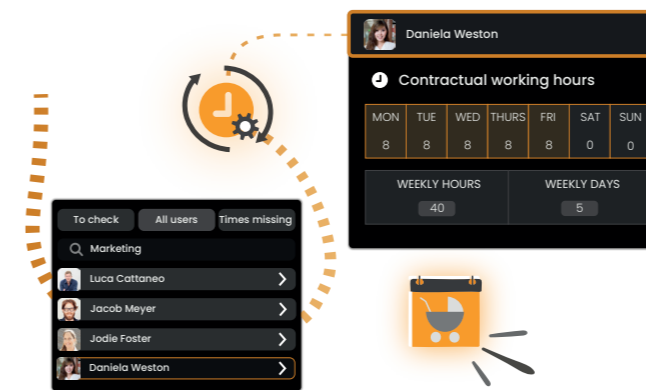 Daniela Weston
Contractual working hours
MON TUE WED THURS FRI SAT SUN
8 8 8 8 8 0 0
WEEKLY HOURS WEEKLY DAYS
40 5
To check All users Times missing
Marketing
Luca Cattaneo
Jacob Meyer
Jodie Foster
Daniela Weston